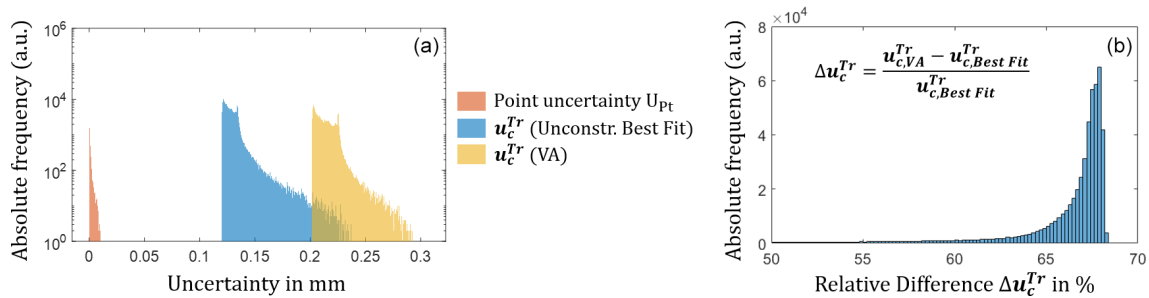 (a)
Absolute frequency (a.u.)
10^6
10^4
10^2
10^0
0 0.05 0.1 0.15 0.2 0.25 0.3
Uncertainty in mm
Point uncertainty U_Pt
u_c^Tr (Unconstr. Best Fit)
u_c^Tr (VA)
(b)
Absolute frequency (a.u.)
8 × 10^4
6
4
2
0
50 55 60 65 70
Relative Difference Δu_c^Tr in %
Δu_c^Tr = (u_c,VA^Tr − u_c,Best Fit^Tr) / u_c,Best Fit^Tr